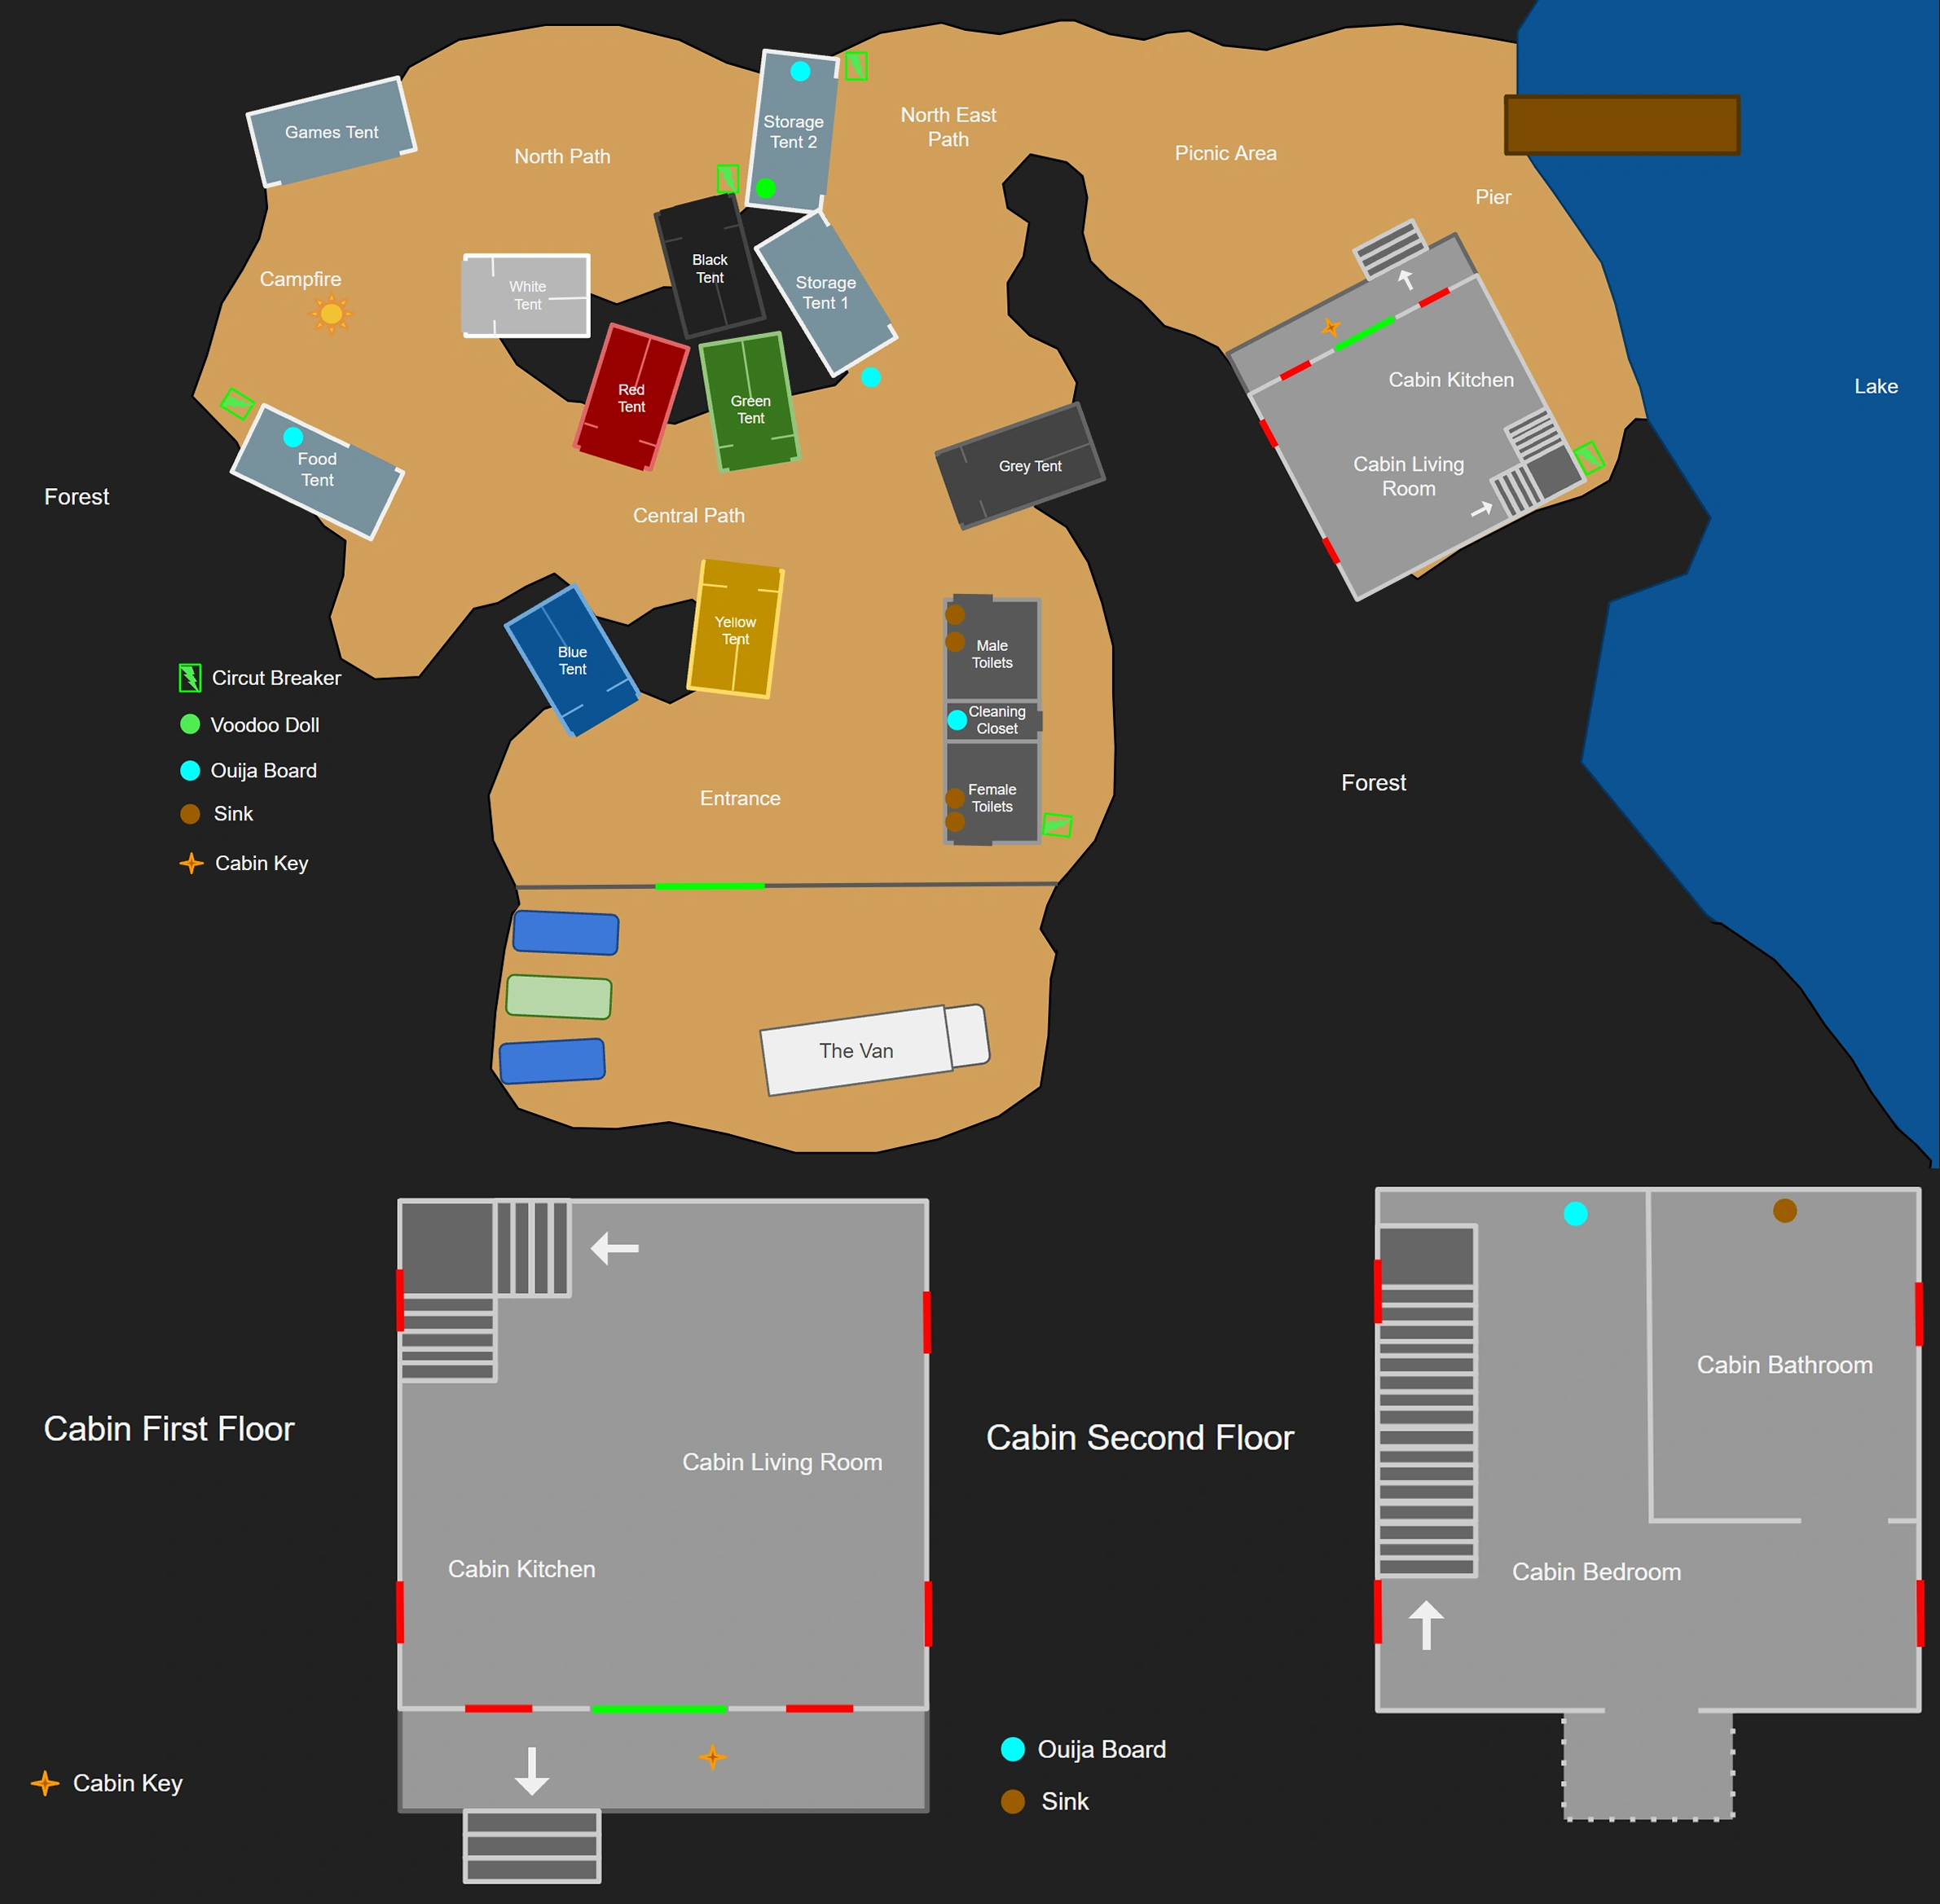 Games Tent
North Path
Storage
Tent 2
North East
Path
Picnic Area
Pier
Campfire
White
Tent
Black
Tent
Storage
Tent 1
Red
Tent
Green
Tent
Cabin Kitchen
Lake
Food
Tent
Grey Tent
Cabin Living
Room
Forest
Central Path
Blue
Tent
Yellow
Tent
Male
Toilets
Cleaning
Closet
Female
Toilets
Entrance
Forest
Circut Breaker
Voodoo Doll
Ouija Board
Sink
Cabin Key
The Van
Cabin First Floor
Cabin Living Room
Cabin Kitchen
Cabin Key
Cabin Second Floor
Cabin Bathroom
Cabin Bedroom
Ouija Board
Sink